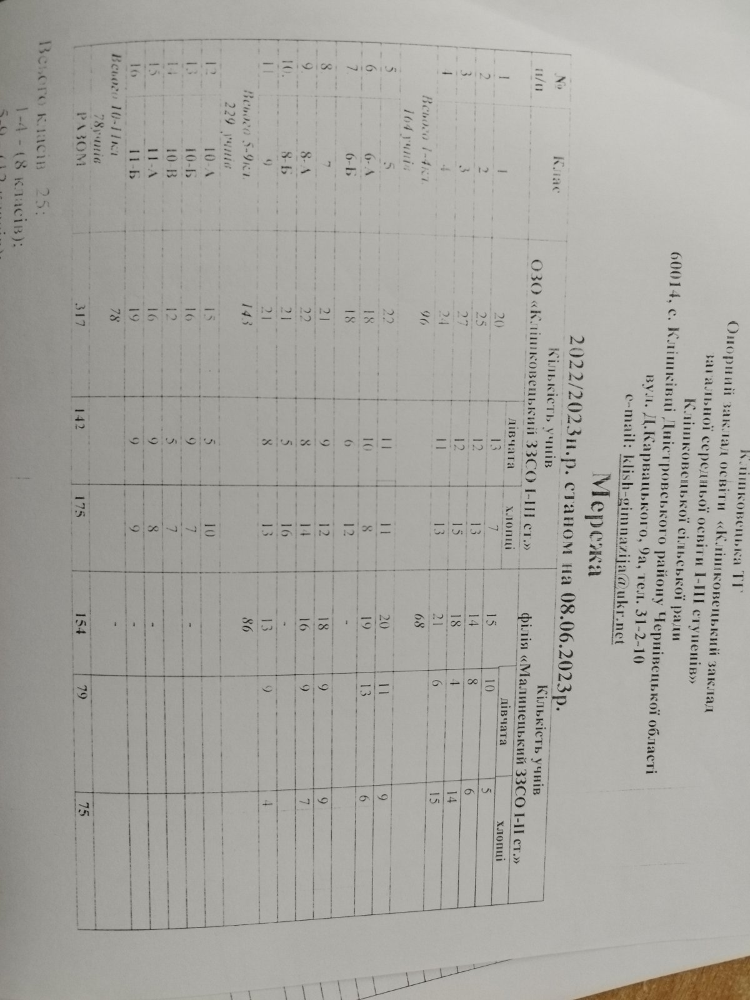 Клішковецька ТГ
Опорний заклад освіти «Клішковецький заклад
загальної середньої освіти І-ІІІ ступенів»
Клішковецької сільської ради
60014, с. Клішківці Дністровського району Чернівецької області
вул. Д.Карвацького, 9а, тел. 31-2-10
e-mail: klish-gimnazija@ukr.net
Мережа
2022/2023н.р. станом на 08.06.2023р.
№ п/п Клас Кількість учнів Кількість учнів
ОЗО «Клішковецький ЗЗСО І-ІІІ ст.» філія «Малинецький ЗЗСО І-ІІ ст.»
дівчата хлопці дівчата хлопці
1 1 20 13 7 15 10 5
2 2 25 12 13 14 8 6
3 3 27 12 15 18 4 14
4 4 24 11 13 21 6 15
Всього 1-4кл. 96 68
164 учнів
5 5 22 11 11 20 11 9
6 6-А 18 10 8 19 13 6
7 6-Б 18 6 12 -
8 7 21 9 12 18 9 9
9. 8-А 22 8 14 16 9 7
10. 8-Б 21 5 16 -
11 9 21 8 13 13 9 4
Всього 5-9кл. 143 86
229 учнів
12 10-А 15 5 10
13 10-Б 16 9 7 -
14 10-В 12 5 7
15 11-А 16 9 8 -
16 11-Б 19 9 9 -
Всього 10-11кл 78 -
78учнів
РАЗОМ 317 142 175 154 79 75
Всього класів 25:
1-4 - (8 класів);